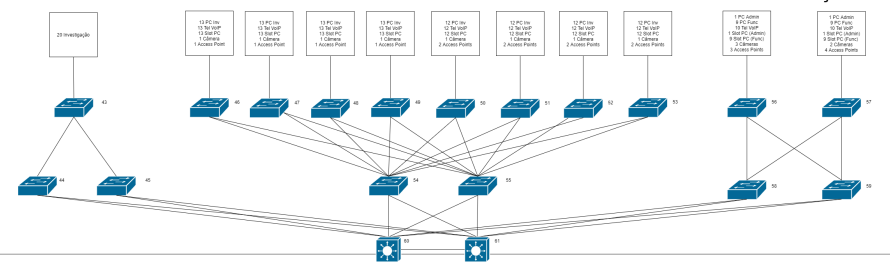 20 Investigação
13 PC Inv
13 Tel VoIP
13 Slot PC
1 Câmera
1 Access Point
13 PC Inv
13 Tel VoIP
13 Slot PC
1 Câmera
1 Access Point
13 PC Inv
13 Tel VoIP
13 Slot PC
1 Câmera
1 Access Point
13 PC Inv
13 Tel VoIP
13 Slot PC
1 Câmera
1 Access Point
12 PC Inv
12 Tel VoIP
12 Slot PC
1 Câmera
2 Access Points
12 PC Inv
12 Tel VoIP
12 Slot PC
1 Câmera
2 Access Points
12 PC Inv
12 Tel VoIP
12 Slot PC
1 Câmera
2 Access Points
12 PC Inv
12 Tel VoIP
12 Slot PC
1 Câmera
2 Access Points
1 PC Admin
9 PC Func
10 Tel VoIP
1 Slot PC (Admin)
9 Slot PC (Func)
3 Câmeras
3 Access Points
1 PC Admin
9 PC Func
10 Tel VoIP
1 Slot PC (Admin)
9 Slot PC (Func)
2 Câmeras
4 Access Points
43
46
47
48
49
50
51
52
53
56
57
44
45
54
55
58
59
60
61